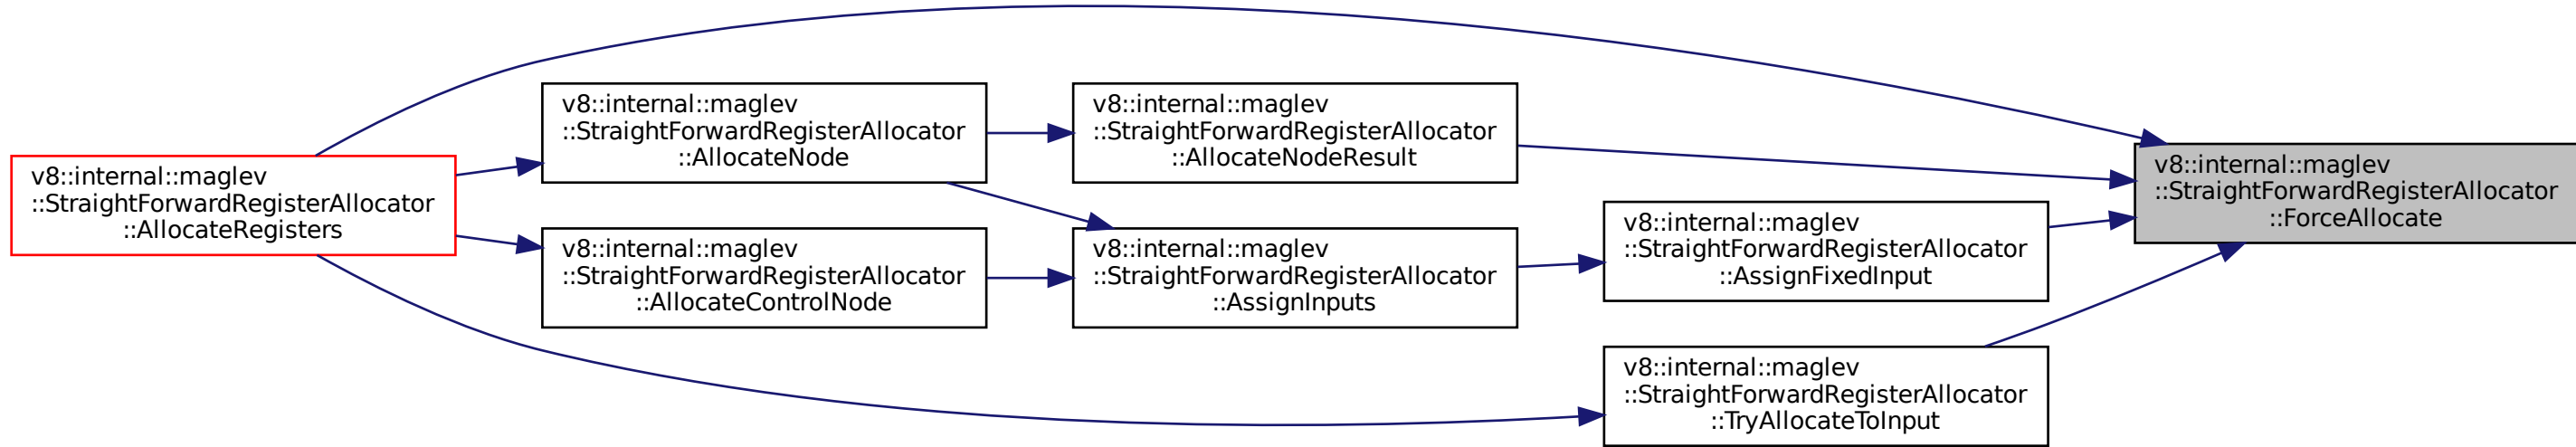 v8::internal::maglev
::StraightForwardRegisterAllocator
::AllocateRegisters
v8::internal::maglev
::StraightForwardRegisterAllocator
::AllocateNode
v8::internal::maglev
::StraightForwardRegisterAllocator
::AllocateControlNode
v8::internal::maglev
::StraightForwardRegisterAllocator
::AllocateNodeResult
v8::internal::maglev
::StraightForwardRegisterAllocator
::AssignInputs
v8::internal::maglev
::StraightForwardRegisterAllocator
::AssignFixedInput
v8::internal::maglev
::StraightForwardRegisterAllocator
::TryAllocateToInput
v8::internal::maglev
::StraightForwardRegisterAllocator
::ForceAllocate